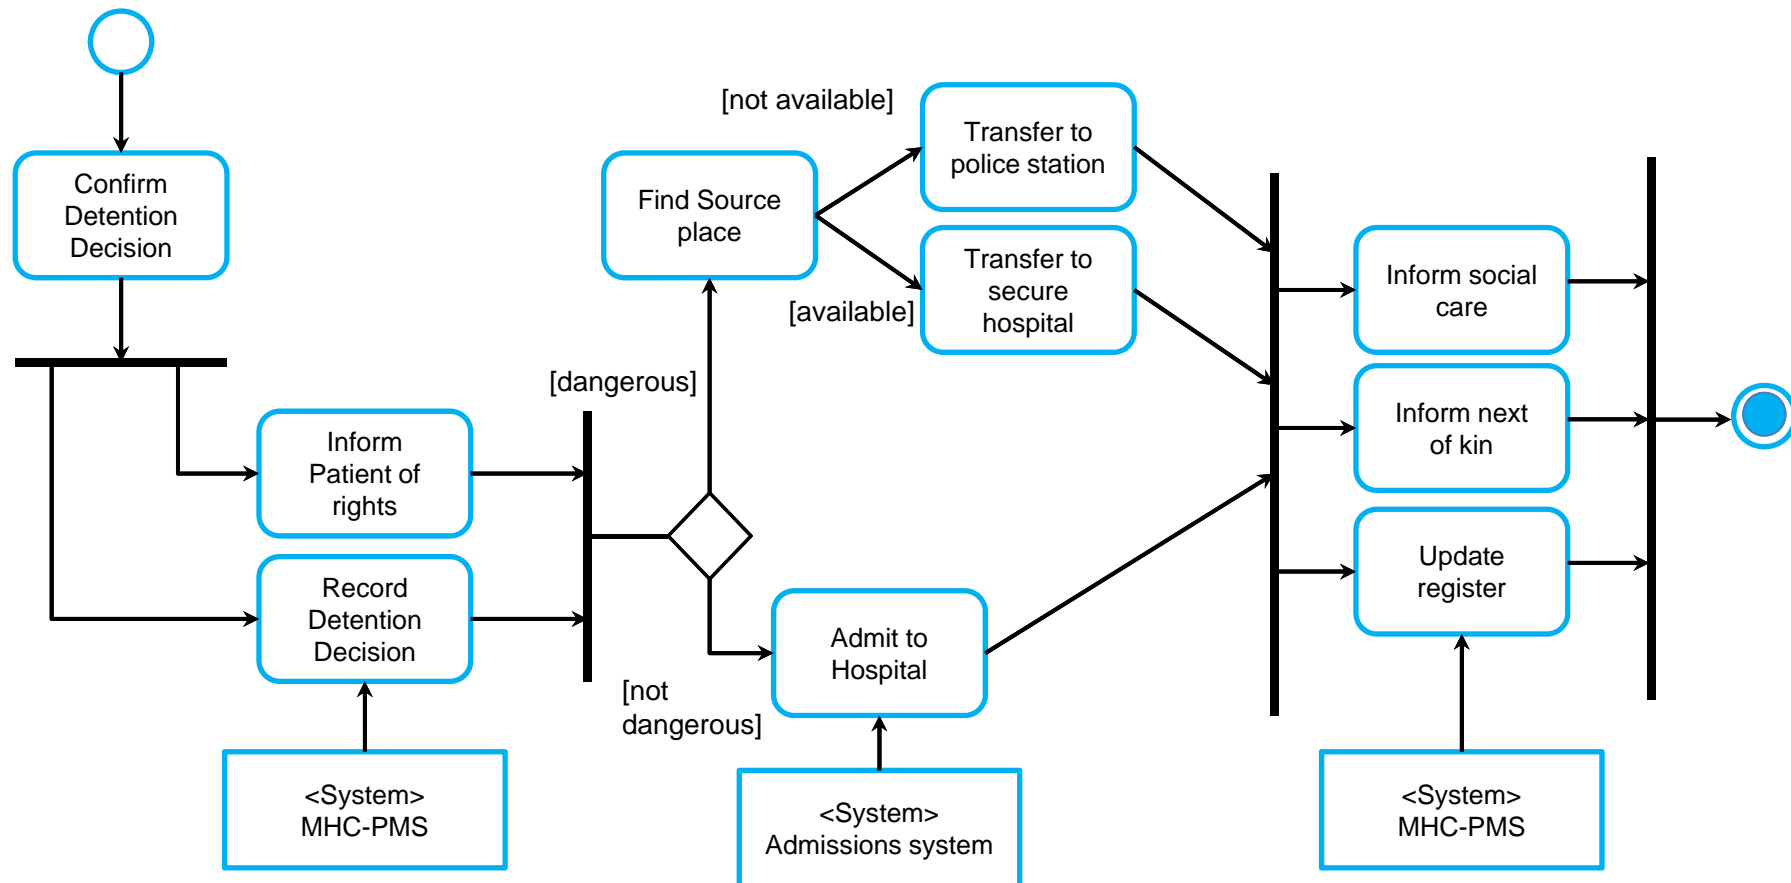 Confirm
Detention
Decision
[not available]
Transfer to
police station
Find Source
place
Transfer to
secure
hospital
[available]
[dangerous]
Inform
Patient of
rights
Record
Detention
Decision
<System>
MHC-PMS
[not
dangerous]
Admit to
Hospital
<System>
Admissions system
Inform social
care
Inform next
of kin
Update
register
<System>
MHC-PMS